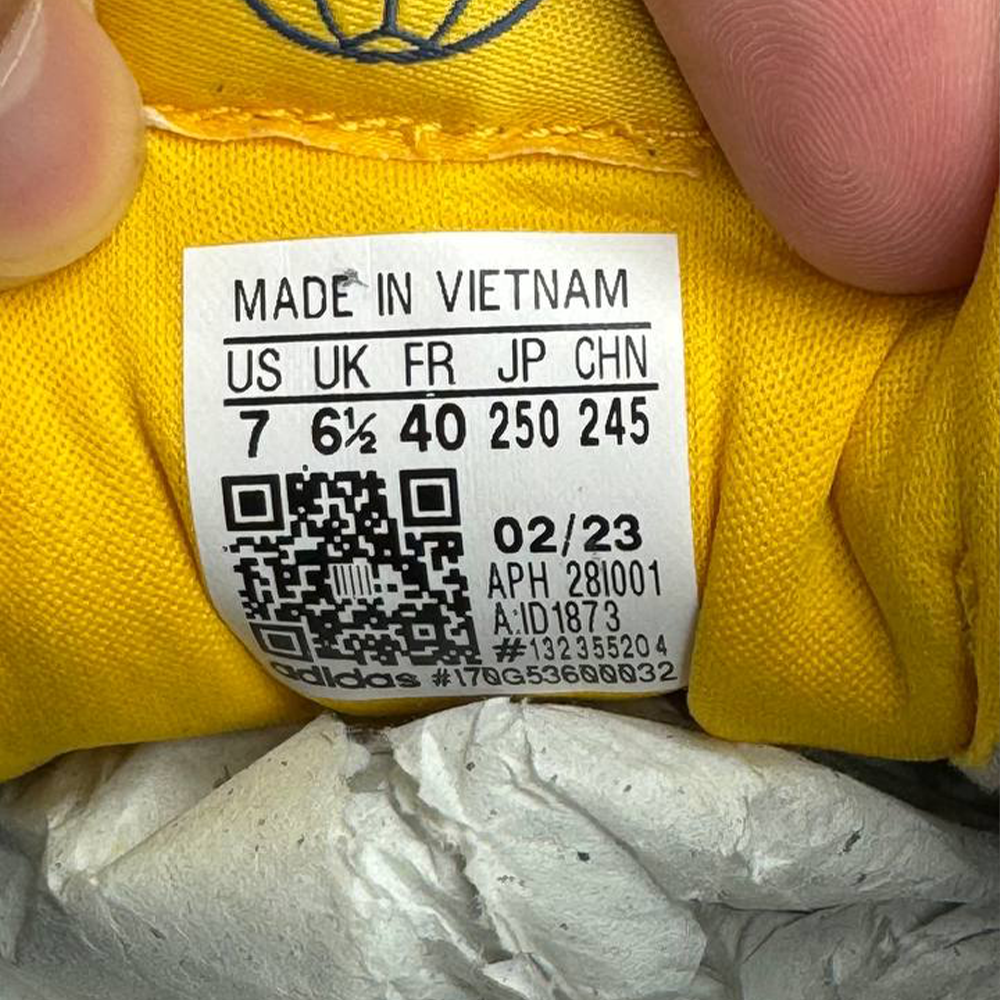 MADE IN VIETNAM
US UK FR JP CHN
7 6½ 40 250 245
02/23
APH 28I001
A:ID1873
#132355204
adidas #170G53600032